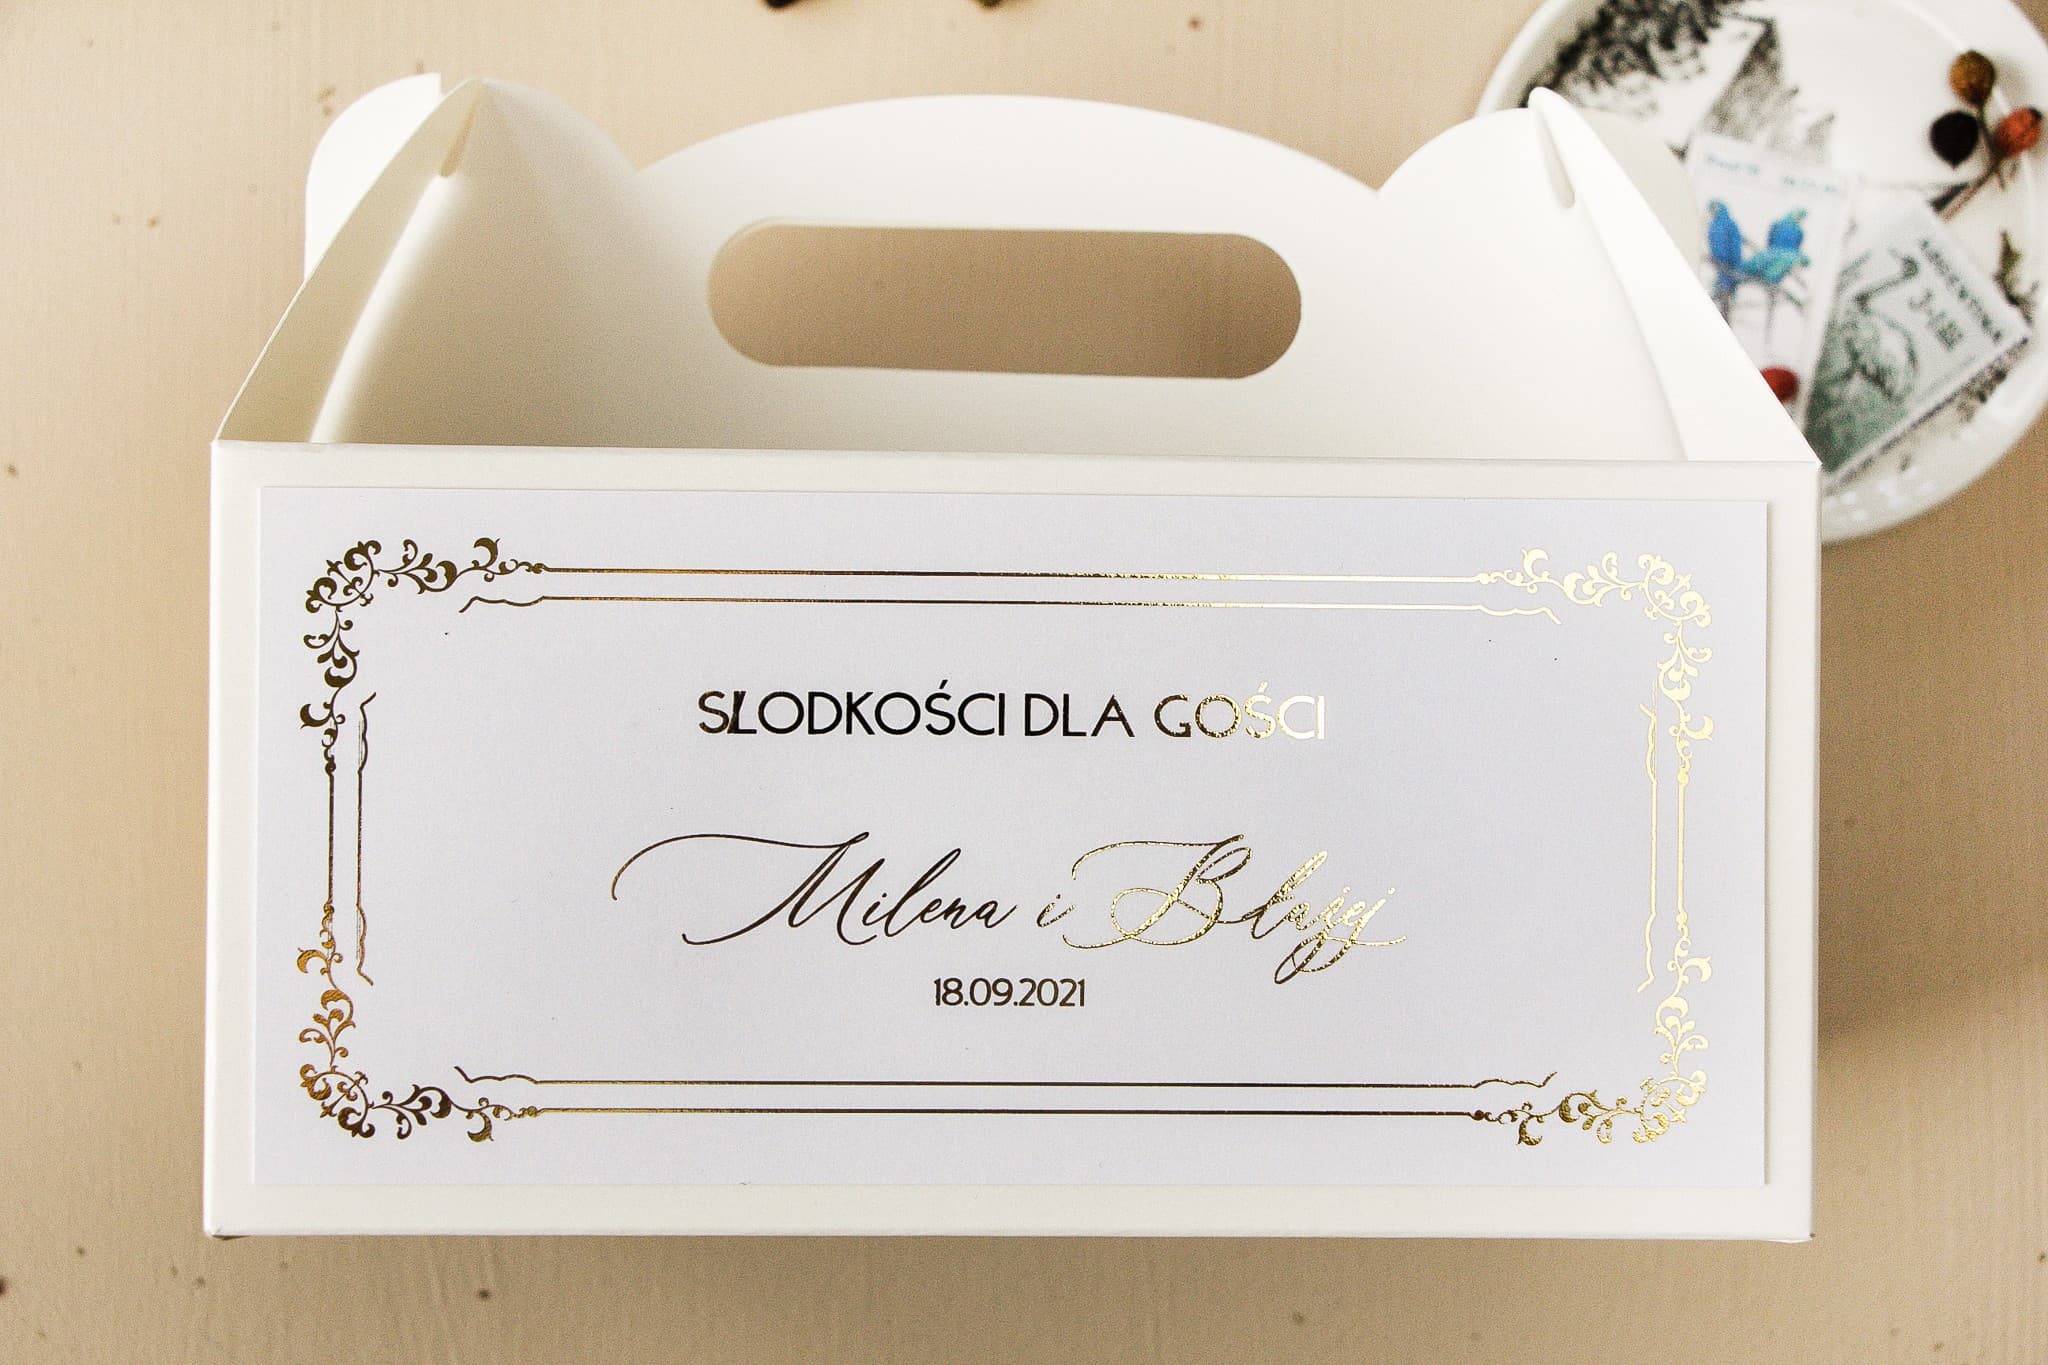 SŁODKOŚCI DLA GOŚCI
Milena i Błażej
18.09.2021